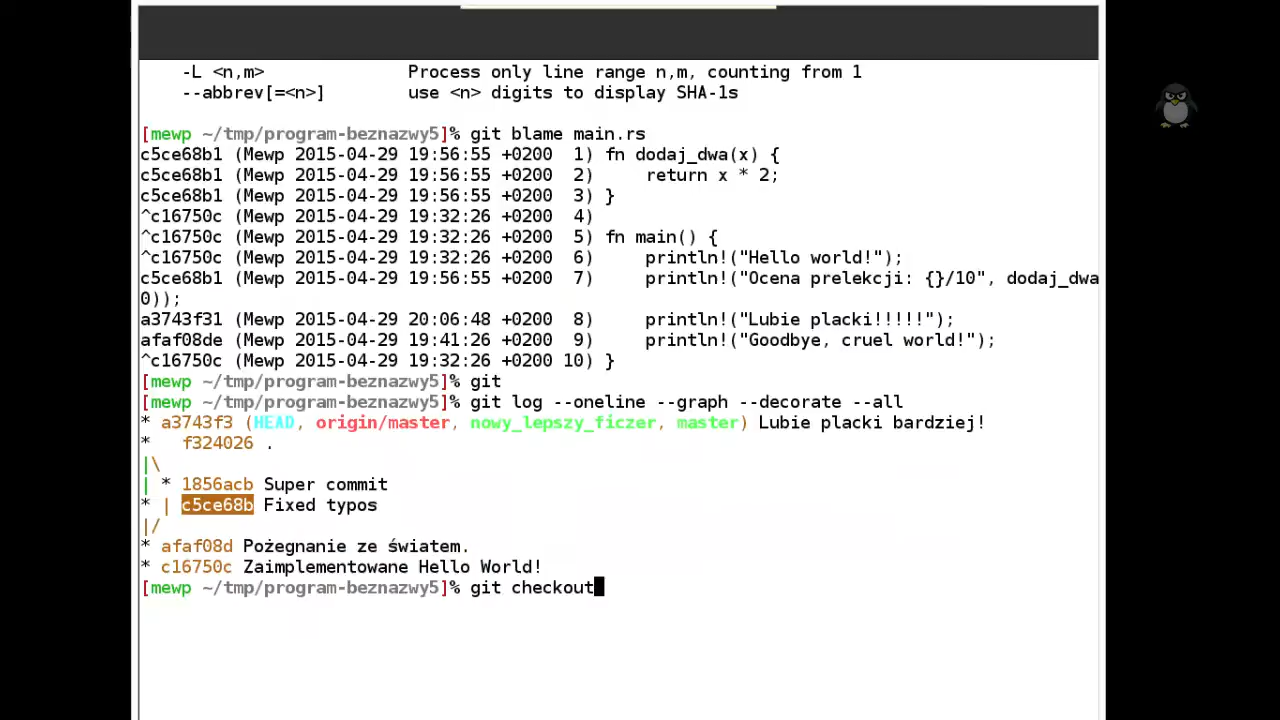 -L <n,m>              Process only line range n,m, counting from 1
--abbrev[=<n>]        use <n> digits to display SHA-1s
[mewp ~/tmp/program-beznazwy5]% git blame main.rs
c5ce68b1 (Mewp 2015-04-29 19:56:55 +0200  1) fn dodaj_dwa(x) {
c5ce68b1 (Mewp 2015-04-29 19:56:55 +0200  2)     return x * 2;
c5ce68b1 (Mewp 2015-04-29 19:56:55 +0200  3) }
^c16750c (Mewp 2015-04-29 19:32:26 +0200  4)
^c16750c (Mewp 2015-04-29 19:32:26 +0200  5) fn main() {
^c16750c (Mewp 2015-04-29 19:32:26 +0200  6)     println!("Hello world!");
c5ce68b1 (Mewp 2015-04-29 19:56:55 +0200  7)     println!("Ocena prelekcji: {}/10", dodaj_dwa
0));
a3743f31 (Mewp 2015-04-29 20:06:48 +0200  8)     println!("Lubie placki!!!!!");
afaf08de (Mewp 2015-04-29 19:41:26 +0200  9)     println!("Goodbye, cruel world!");
^c16750c (Mewp 2015-04-29 19:32:26 +0200 10) }
[mewp ~/tmp/program-beznazwy5]% git
[mewp ~/tmp/program-beznazwy5]% git log --oneline --graph --decorate --all
* a3743f3 (HEAD, origin/master, nowy_lepszy_ficzer, master) Lubie placki bardziej!
*   f324026 .
|\
| * 1856acb Super commit
* | c5ce68b Fixed typos
|/
* afaf08d Pożegnanie ze światem.
* c16750c Zaimplementowane Hello World!
[mewp ~/tmp/program-beznazwy5]% git checkout